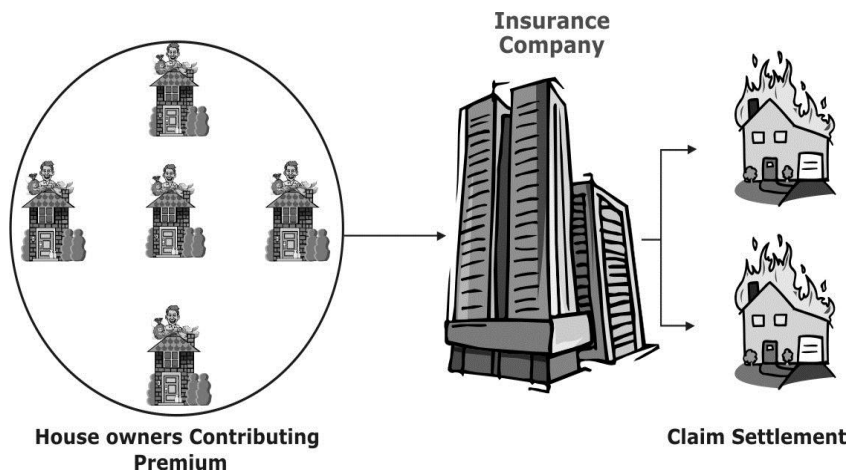 Insurance
Company
House owners Contributing
Premium
Claim Settlement